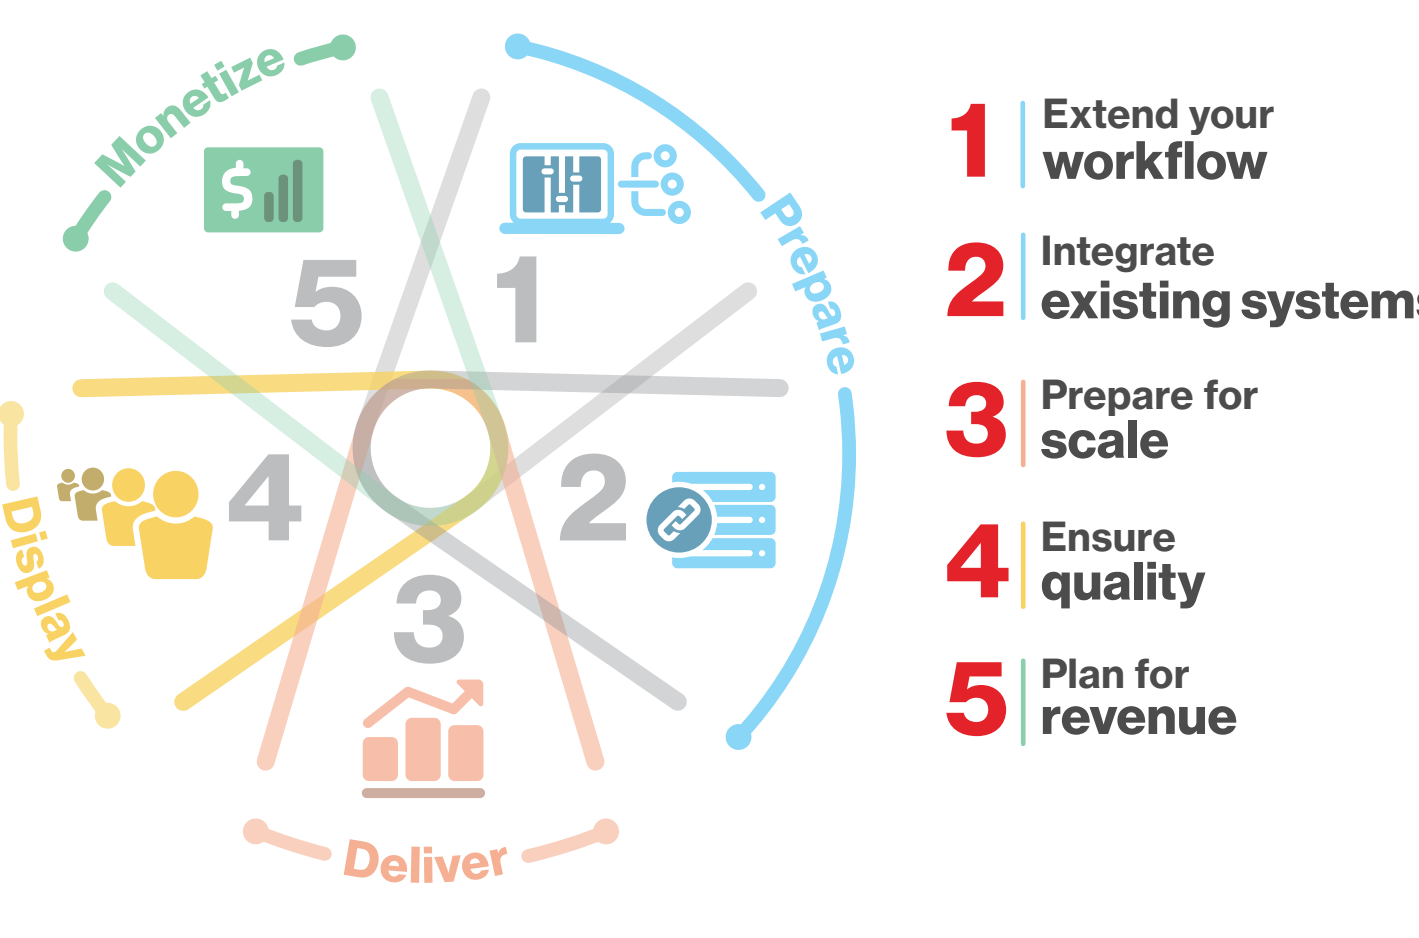 Monetize
Prepare
$
5
1
4
2
3
Display
Deliver
1
Extend your
workflow
2
Integrate
existing systems
3
Prepare for
scale
4
Ensure
quality
5
Plan for
revenue